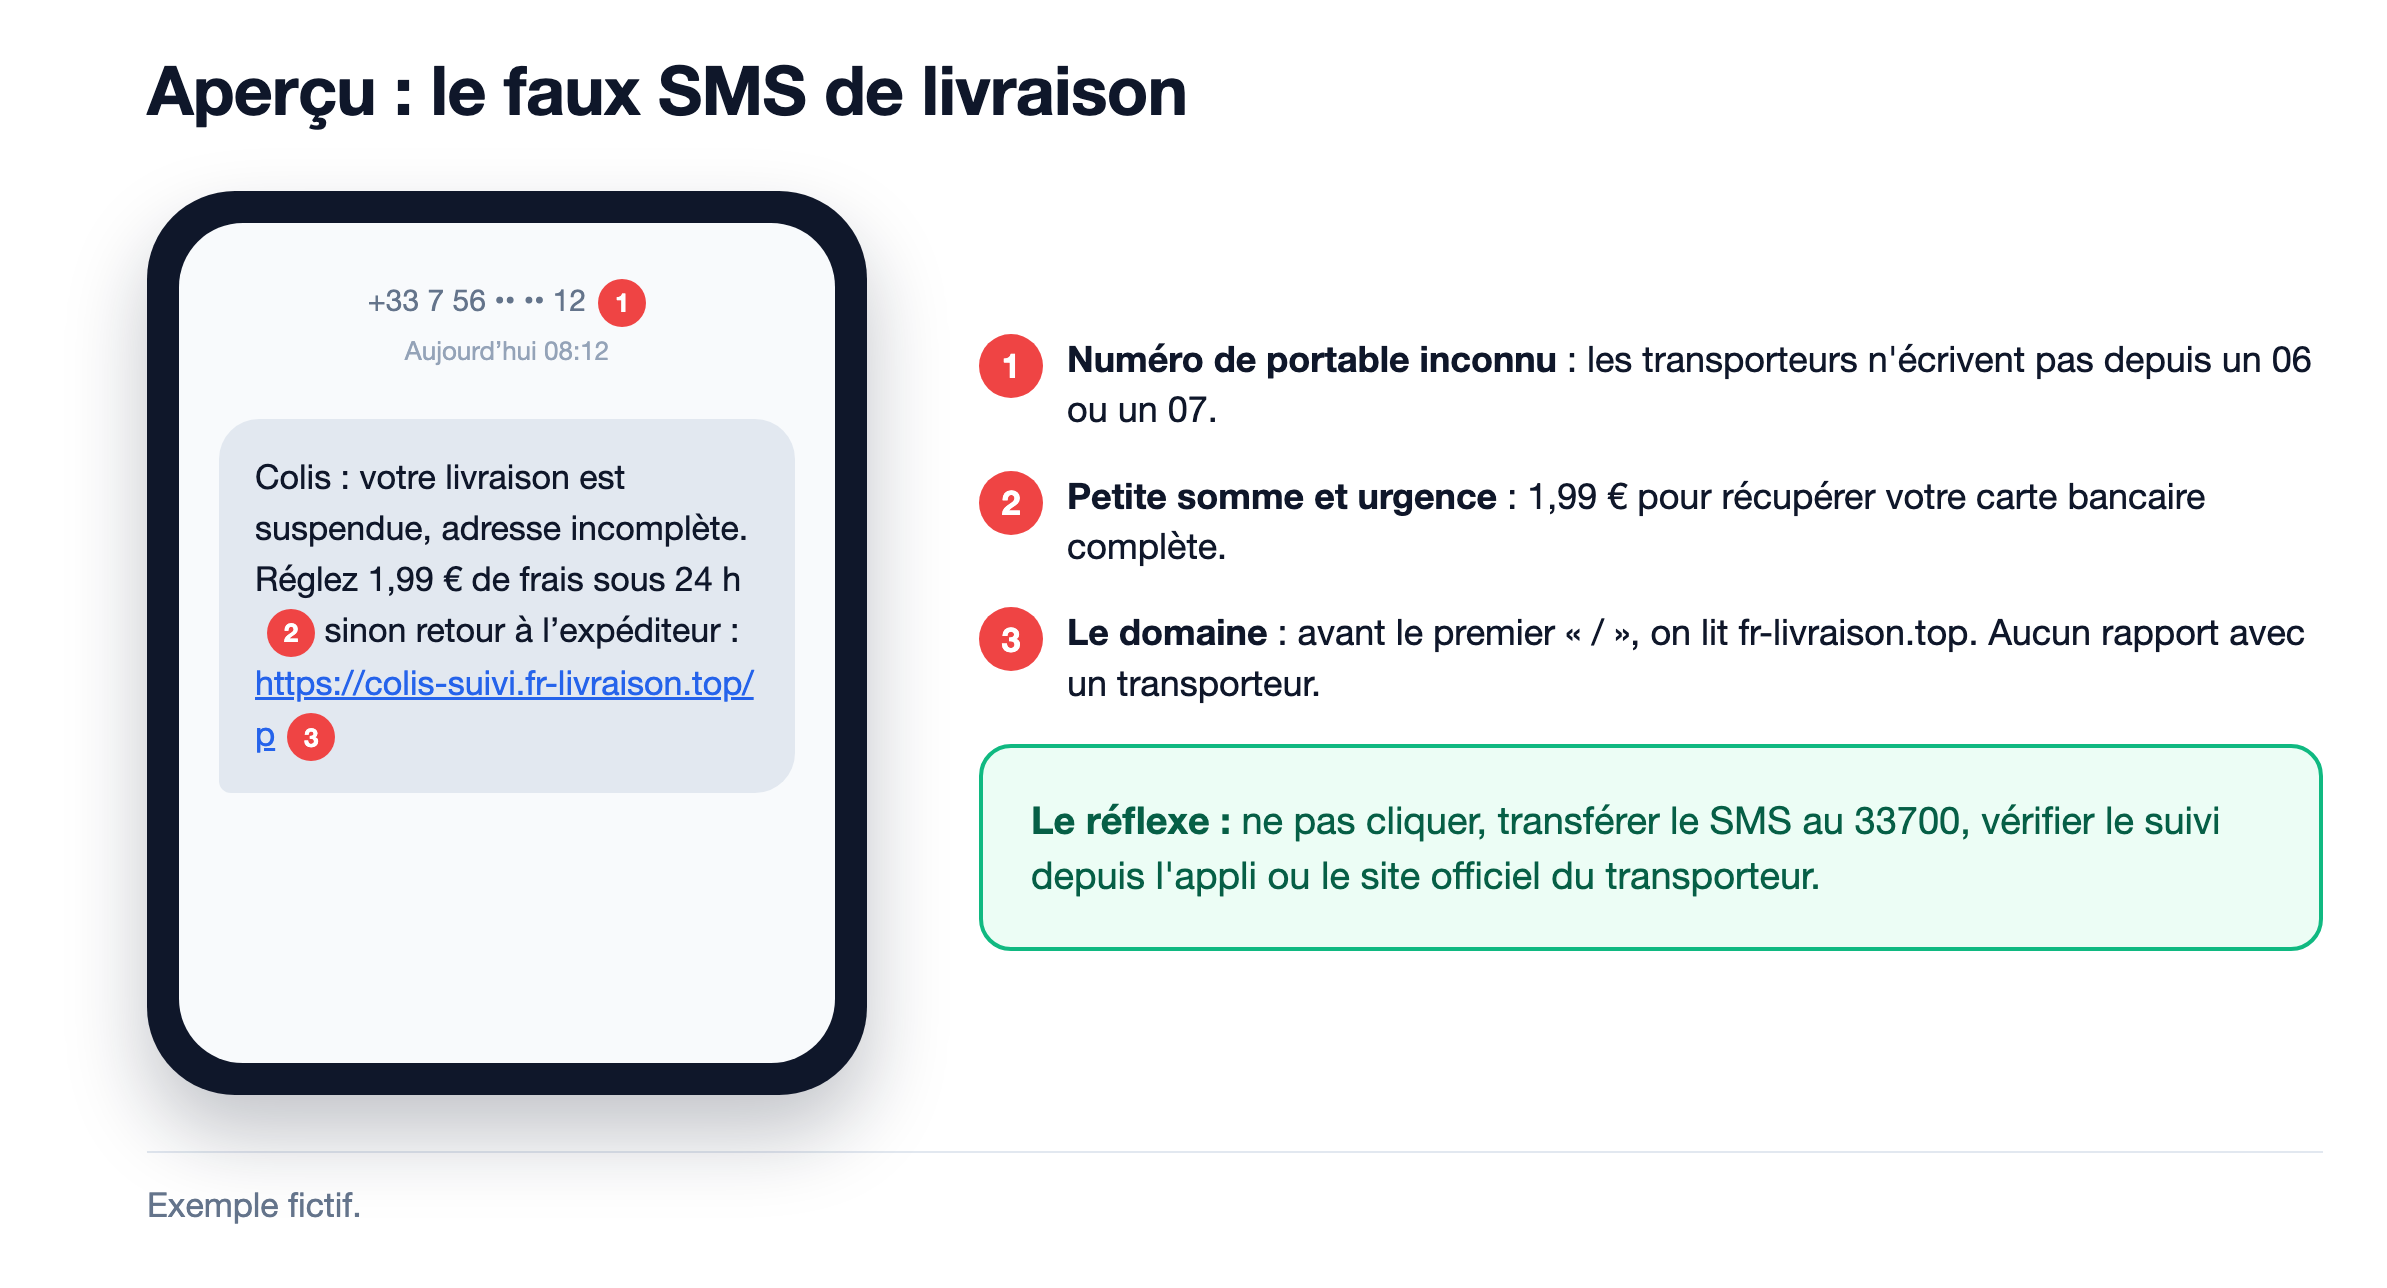 Aperçu : le faux SMS de livraison
+33 7 56 •• •• 12 1
Aujourd’hui 08:12
Colis : votre livraison est
suspendue, adresse incomplète.
Réglez 1,99 € de frais sous 24 h
2 sinon retour à l’expéditeur :
https://colis-suivi.fr-livraison.top/
p 3
1 Numéro de portable inconnu : les transporteurs n'écrivent pas depuis un 06
ou un 07.
2 Petite somme et urgence : 1,99 € pour récupérer votre carte bancaire
complète.
3 Le domaine : avant le premier « / », on lit fr-livraison.top. Aucun rapport avec
un transporteur.
Le réflexe : ne pas cliquer, transférer le SMS au 33700, vérifier le suivi
depuis l'appli ou le site officiel du transporteur.
Exemple fictif.